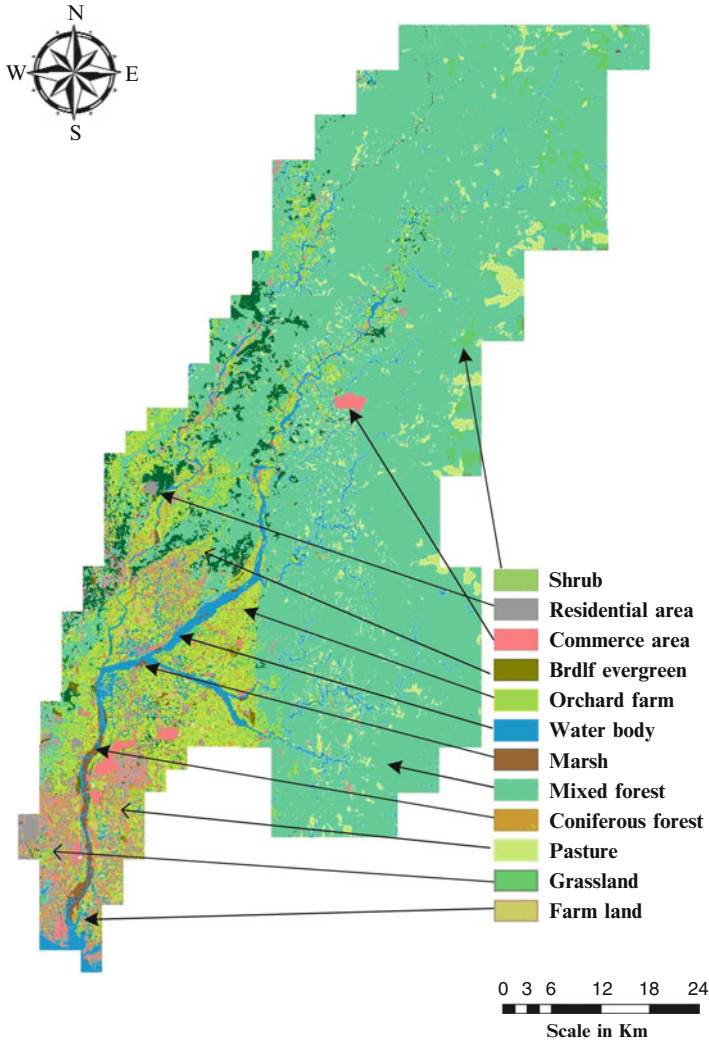 N
W E
S
Shrub
Residential area
Commerce area
Brdlf evergreen
Orchard farm
Water body
Marsh
Mixed forest
Coniferous forest
Pasture
Grassland
Farm land
0 3 6 12 18 24
Scale in Km